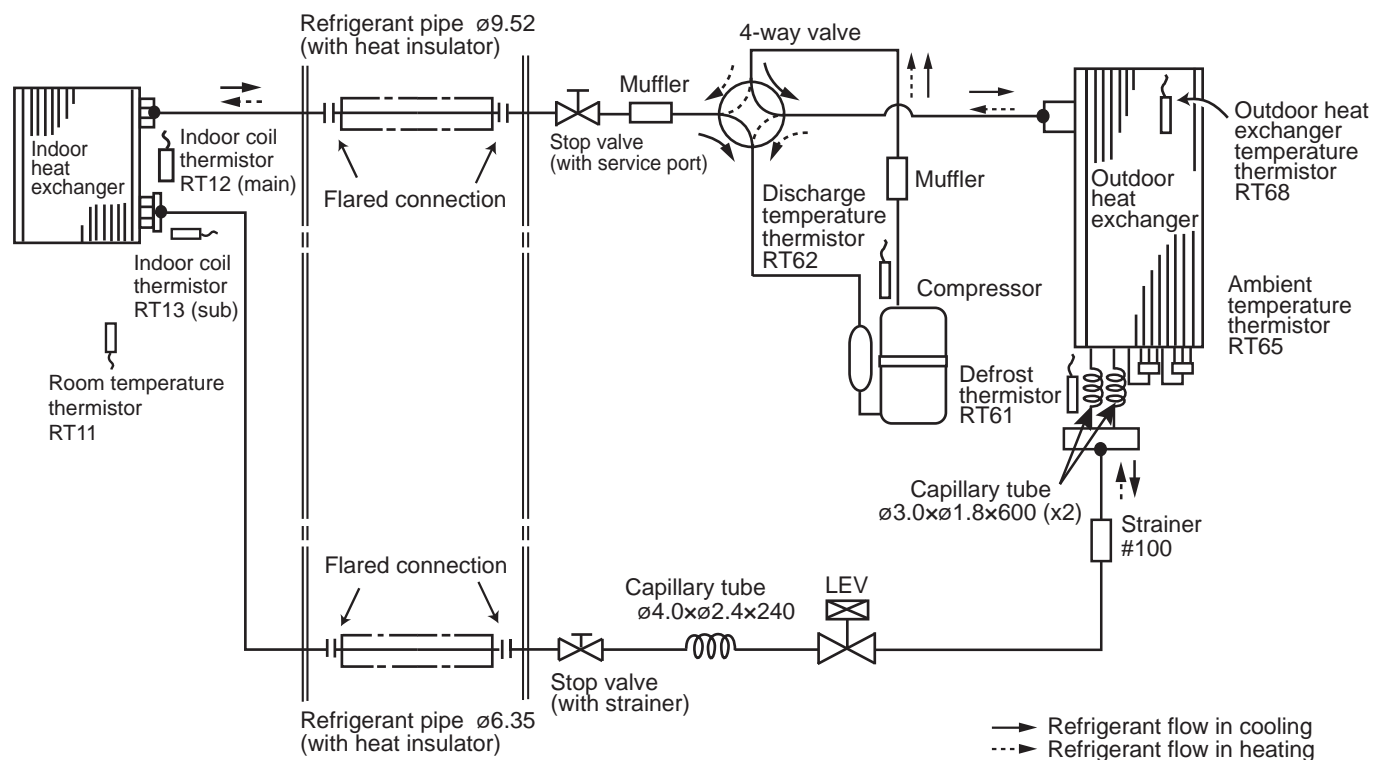 Refrigerant pipe ø9.52
(with heat insulator)
4-way valve
Muffler
Stop valve
(with service port)
Indoor
heat
exchanger
Indoor coil
thermistor
RT12 (main)
Flared connection
Indoor coil
thermistor
RT13 (sub)
Room temperature
thermistor
RT11
Muffler
Discharge
temperature
thermistor
RT62
Compressor
Outdoor
heat
exchanger
Outdoor heat
exchanger
temperature
thermistor
RT68
Ambient
temperature
thermistor
RT65
Defrost
thermistor
RT61
Capillary tube
ø3.0×ø1.8×600 (x2)
Strainer
#100
Flared connection
Capillary tube
ø4.0×ø2.4×240
LEV
Stop valve
(with strainer)
Refrigerant pipe ø6.35
(with heat insulator)
Refrigerant flow in cooling
Refrigerant flow in heating